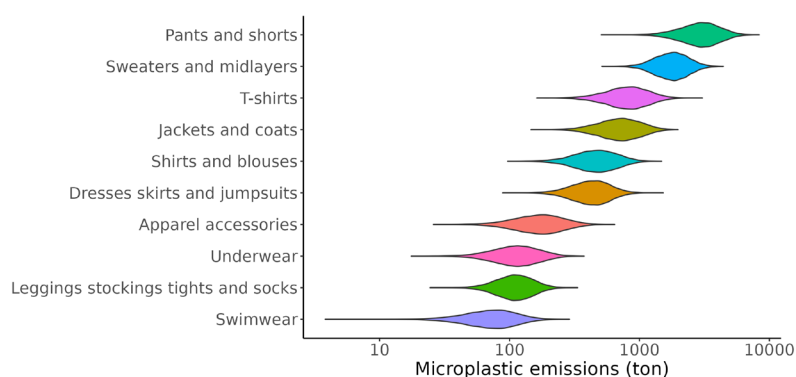 Pants and shorts
Sweaters and midlayers
T-shirts
Jackets and coats
Shirts and blouses
Dresses skirts and jumpsuits
Apparel accessories
Underwear
Leggings stockings tights and socks
Swimwear
10 100 1000 10000
Microplastic emissions (ton)